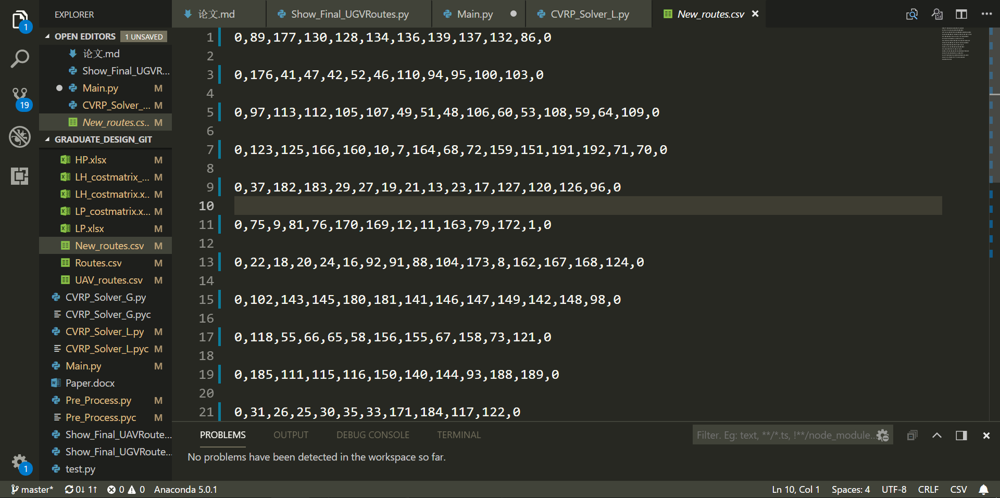 EXPLORER
论文.md
Show_Final_UGVRoutes.py
Main.py
CVRP_Solver_L.py
New_routes.csv
1
OPEN EDITORS 1 UNSAVED
论文.md
Show_Final_UGVR...
Main.py M
CVRP_Solver_... M
New_routes.cs.. M
19
GRADUATE_DESIGN_GIT
HP.xlsx M
LH_costmatrix_... M
LH_costmatrix.x.. M
LP_costmatrix.x... M
LP.xlsx M
New_routes.csv M
Routes.csv M
UAV_routes.csv M
CVRP_Solver_G.py
CVRP_Solver_G.pyc
CVRP_Solver_L.py M
CVRP_Solver_L.pyc M
Main.py M
Paper.docx
Pre_Process.py M
Pre_Process.pyc M
Show_Final_UAVRoute...
Show_Final_UGVRoute...
test.py
1
1 0,89,177,130,128,134,136,139,137,132,86,0
2
3 0,176,41,47,42,52,46,110,94,95,100,103,0
4
5 0,97,113,112,105,107,49,51,48,106,60,53,108,59,64,109,0
6
7 0,123,125,166,160,10,7,164,68,72,159,151,191,192,71,70,0
8
9 0,37,182,183,29,27,19,21,13,23,17,127,120,126,96,0
10
11 0,75,9,81,76,170,169,12,11,163,79,172,1,0
12
13 0,22,18,20,24,16,92,91,88,104,173,8,162,167,168,124,0
14
15 0,102,143,145,180,181,141,146,147,149,142,148,98,0
16
17 0,118,55,66,65,58,156,155,67,158,73,121,0
18
19 0,185,111,115,116,150,140,144,93,188,189,0
20
21 0,31,26,25,30,35,33,171,184,117,122,0
PROBLEMS OUTPUT DEBUG CONSOLE TERMINAL
Filter. Eg: text, **/*.ts, !**/node_module...
No problems have been detected in the workspace so far.
master* 0↓ 1↑ 0 0 Anaconda 5.0.1 Ln 10, Col 1 Spaces: 4 UTF-8 CRLF CSV